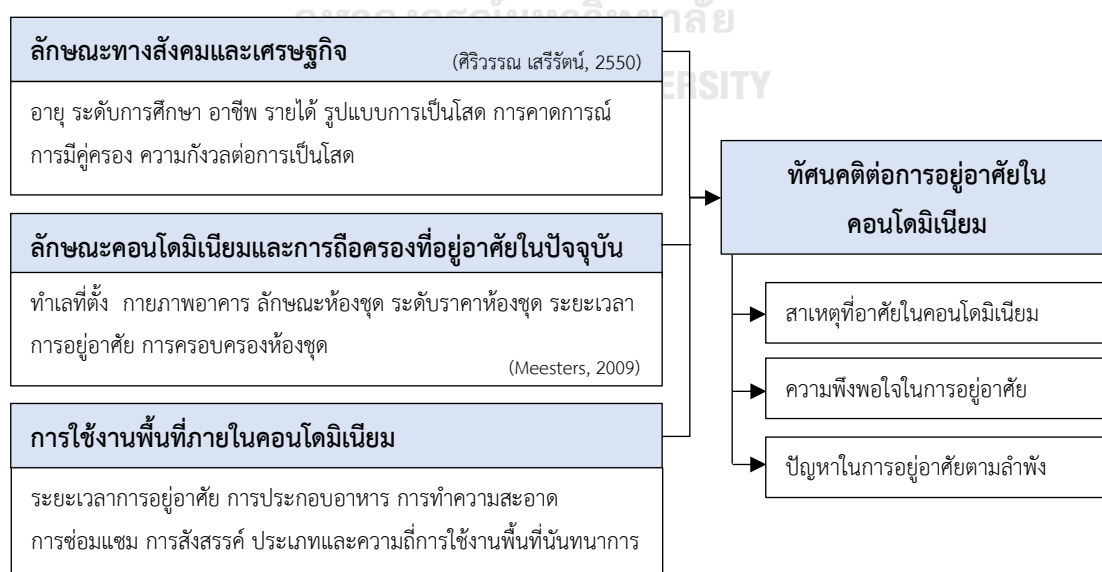 จุฬาลงกรณ์มหาวิทยาลัย
ERSITY
ลักษณะทางสังคมและเศรษฐกิจ (ศิริวรรณ เสรีรัตน์, 2550)
อายุ ระดับการศึกษา อาชีพ รายได้ รูปแบบการเป็นโสด การคาดการณ์
การมีคู่ครอง ความกังวลต่อการเป็นโสด
ลักษณะคอนโดมิเนียมและการถือครองที่อยู่อาศัยในปัจจุบัน
ทำเลที่ตั้ง กายภาพอาคาร ลักษณะห้องชุด ระดับราคาห้องชุด ระยะเวลา
การอยู่อาศัย การครอบครองห้องชุด
(Meesters, 2009)
การใช้งานพื้นที่ภายในคอนโดมิเนียม
ระยะเวลาการอยู่อาศัย การประกอบอาหาร การทำความสะอาด
การซ่อมแซม การสังสรรค์ ประเภทและความถี่การใช้งานพื้นที่นันทนาการ
ทัศนคติต่อการอยู่อาศัยใน
คอนโดมิเนียม
สาเหตุที่อาศัยในคอนโดมิเนียม
ความพึงพอใจในการอยู่อาศัย
ปัญหาในการอยู่อาศัยตามลำพัง